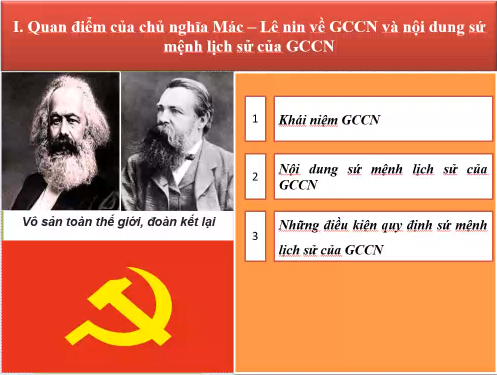 I. Quan điểm của chủ nghĩa Mác – Lê nin về GCCN và nội dung sứ
mệnh lịch sử của GCCN
Vô sản toàn thế giới, đoàn kết lại
1
Khái niệm GCCN
2
Nội dung sứ mệnh lịch sử của
GCCN
3
Những điều kiện quy định sứ mệnh
lịch sử của GCCN